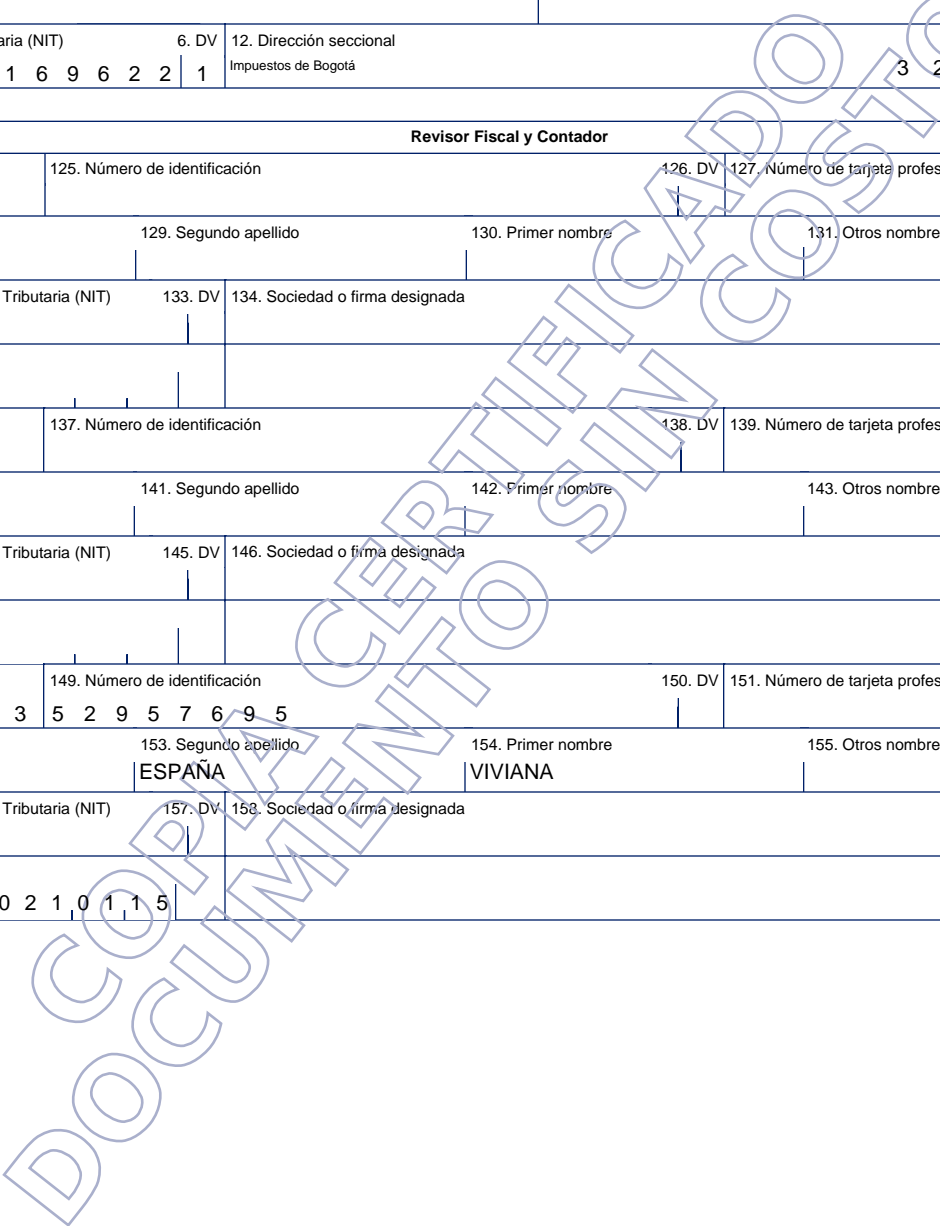 aria (NIT) 6. DV 12. Dirección seccional
1 6 9 6 2 2 1 Impuestos de Bogotá 3 2
Revisor Fiscal y Contador
125. Número de identificación 126. DV 127. Número de tarjeta profes
129. Segundo apellido 130. Primer nombre 131. Otros nombre
Tributaria (NIT) 133. DV 134. Sociedad o firma designada
137. Número de identificación 138. DV 139. Número de tarjeta profes
141. Segundo apellido 142. Primer nombre 143. Otros nombre
Tributaria (NIT) 145. DV 146. Sociedad o firma designada
149. Número de identificación 150. DV 151. Número de tarjeta profes
3 5 2 9 5 7 6 9 5
153. Segundo apellido 154. Primer nombre 155. Otros nombre
ESPAÑA VIVIANA
Tributaria (NIT) 157. DV 158. Sociedad o firma designada
0 2 1 0 1 1 5
COPIA CERTIFICADO
DOCUMENTO SIN COSTO